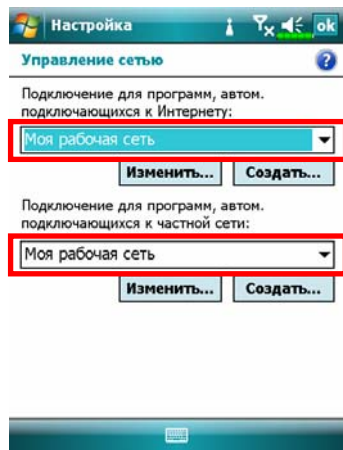 Настройка
ok
Управление сетью
?
Подключение для программ, автом.
подключающихся к Интернету:
Моя рабочая сеть
Изменить... Создать...
Подключение для программ, автом.
подключающихся к частной сети:
Моя рабочая сеть
Изменить... Создать...